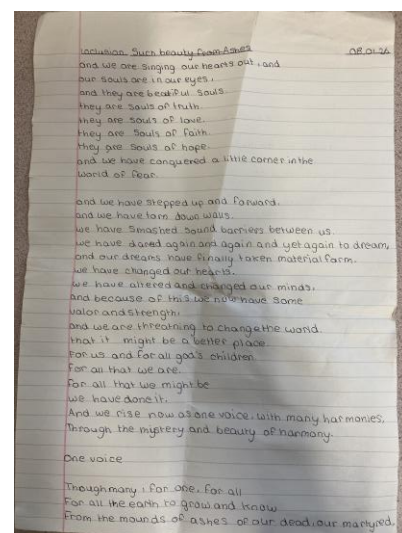 Inclusion Such beauty from Ashes 08.01.26
and we are singing our hearts out, and
our souls are in our eyes,
and they are beatiful souls.
they are souls of truth
they are souls of love.
they are souls of faith
they are souls of hope.
and we have conquered a little corner in the
world of fear.

and we have stepped up and forward.
and we have torn down walls.
we have smashed sound barriers between us.
we have dared again and again and yet again to dream,
and our dreams have finally taken material form.
we have changed our hearts.
we have altered and changed our minds,
and because of this we now have some
valor and strength,
and we are threatning to change the world.
that it might be a better place.
For us and for all god's children
for all that we are.
for all that we might be
we have done it.
And we rise now as one voice, with many harmonies,
Through the mystery and beauty of harmony.

One voice

Though many, for one, for all
For all the earth to grow and know
From the mounds of ashes of our dead, our martyred,